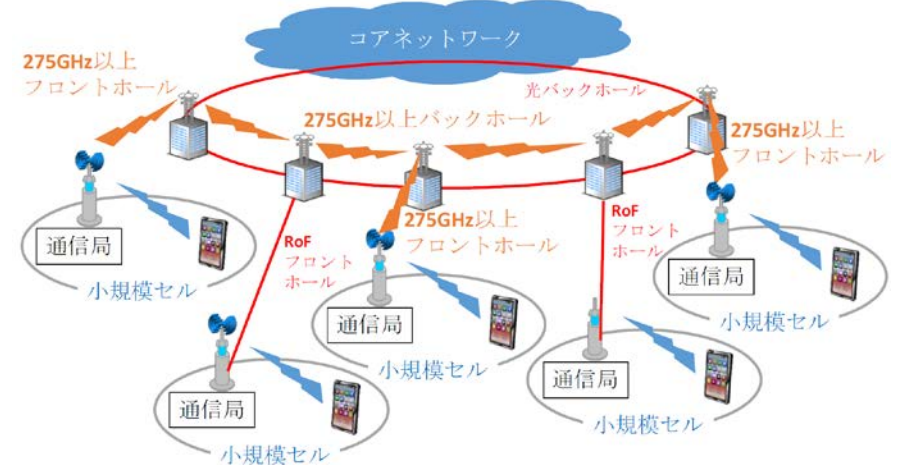 コアネットワーク
275GHz以上
フロントホール
光バックホール
275GHz以上バックホール
275GHz以上
フロントホール
275GHz以上
フロントホール
RoF
フロント
ホール
RoF
フロント
ホール
通信局
小規模セル
通信局
小規模セル
通信局
小規模セル
通信局
小規模セル
通信局
小規模セル